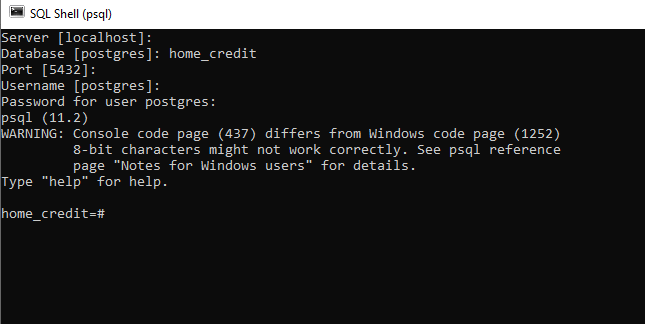 SQL Shell (psql)
Server [localhost]:
Database [postgres]: home_credit
Port [5432]:
Username [postgres]:
Password for user postgres:
psql (11.2)
WARNING: Console code page (437) differs from Windows code page (1252)
         8-bit characters might not work correctly. See psql reference
         page "Notes for Windows users" for details.
Type "help" for help.

home_credit=#